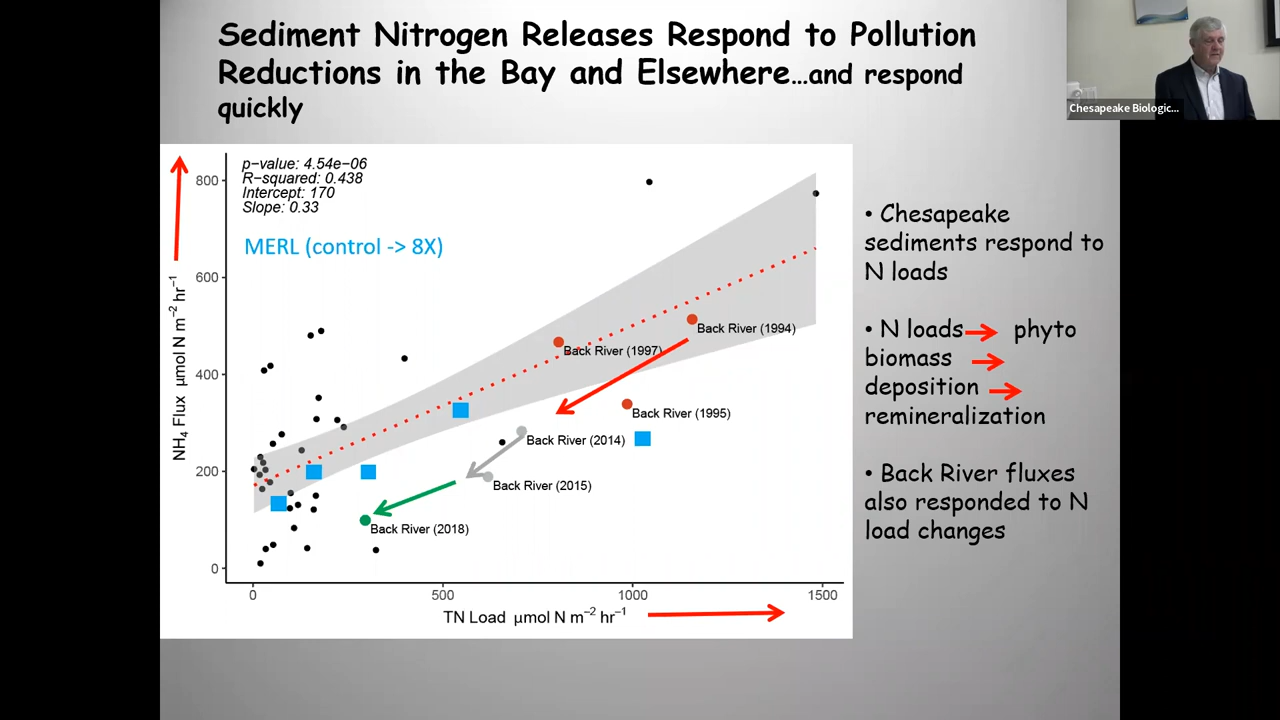 Sediment Nitrogen Releases Respond to Pollution
Reductions in the Bay and Elsewhere…and respond
quickly
Chesapeake Biologic...
p−value: 4.54e−06
R−squared: 0.438
Intercept: 170
Slope: 0.33
MERL (control -> 8X)
NH₄ Flux μmol N m⁻² hr⁻¹
800
600
400
200
0
Back River (1994)
Back River (1997)
Back River (1995)
Back River (2014)
Back River (2015)
Back River (2018)
0 500 1000 1500
TN Load μmol N m⁻² hr⁻¹
• Chesapeake
sediments respond to
N loads
• N loads phyto
biomass
deposition
remineralization
• Back River fluxes
also responded to N
load changes